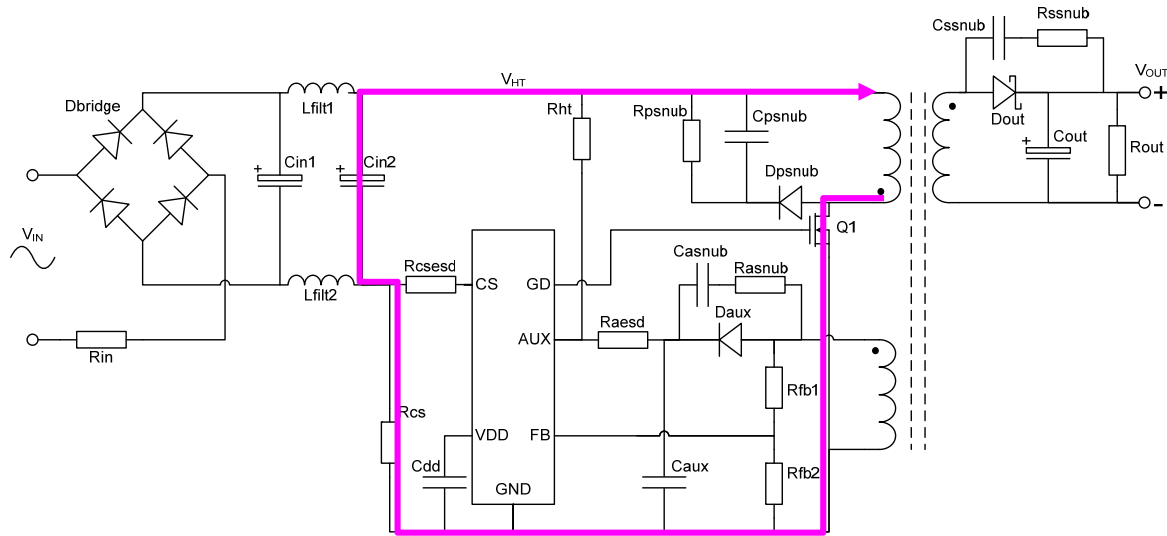 Cssnub
Rssnub
VOUT
+
Dout
Cout
+
Rout
-
Dbridge
Lfilt1
VHT
Rht
Rpsnub
Cpsnub
Dpsnub
+
Cin1
+
Cin2
VIN
Q1
Lfilt2
Rcsesd
CS
GD
Casnub
Rasnub
Rin
AUX
Raesd
Daux
Rcs
Rfb1
VDD
FB
Cdd
Caux
Rfb2
GND